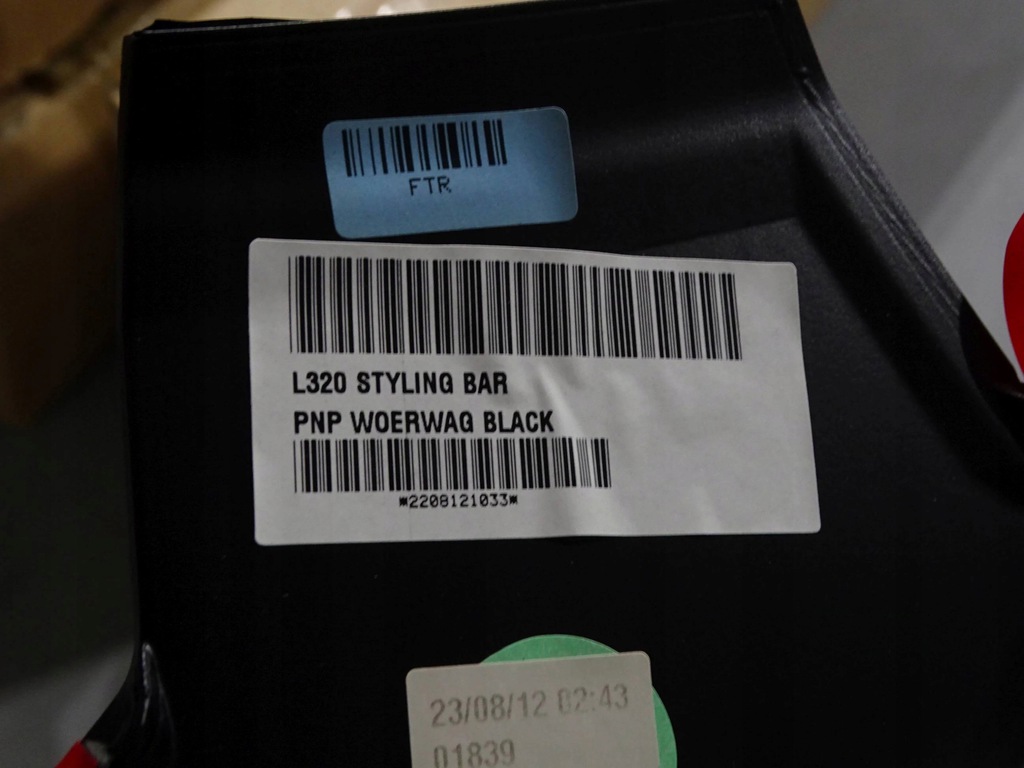 FTR
L320 STYLING BAR
PNP WOERWAG BLACK
*2208121033*
23/08/12 02:43
01839